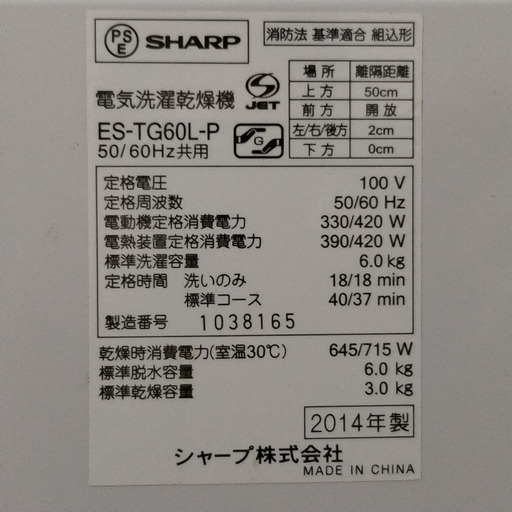 PS E SHARP
消防法 基準適合 組込形
場所 離隔距離
上方 50cm
前方 開放
左/右/後方 2cm
下方 0cm
電気洗濯乾燥機
S JET
ES-TG60L-P
G
50/60Hz共用
定格電圧 100 V
定格周波数 50/60 Hz
電動機定格消費電力 330/420 W
電熱装置定格消費電力 390/420 W
標準洗濯容量 6.0 kg
定格時間 洗いのみ 18/18 min
標準コース 40/37 min
製造番号 1038165
乾燥時消費電力(室温30℃) 645/715 W
標準脱水容量 6.0 kg
標準乾燥容量 3.0 kg
2014年製
シャープ株式会社
MADE IN CHINA